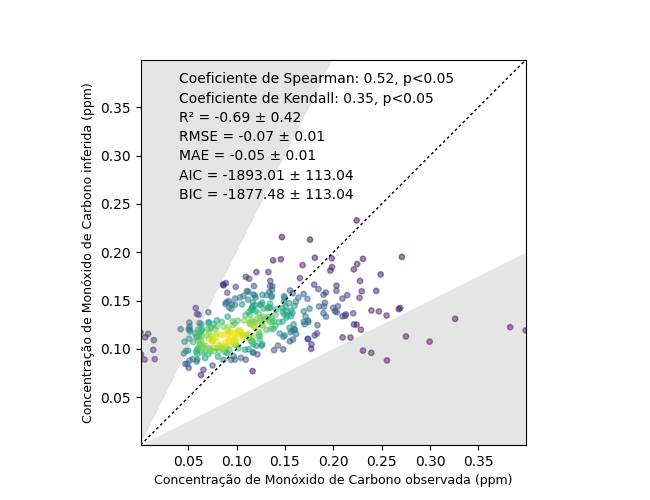 Coeficiente de Spearman: 0.52, p<0.05
Coeficiente de Kendall: 0.35, p<0.05
R² = -0.69 ± 0.42
RMSE = -0.07 ± 0.01
MAE = -0.05 ± 0.01
AIC = -1893.01 ± 113.04
BIC = -1877.48 ± 113.04
Concentração de Monóxido de Carbono inferida (ppm)
0.35
0.30
0.25
0.20
0.15
0.10
0.05
0.05 0.10 0.15 0.20 0.25 0.30 0.35
Concentração de Monóxido de Carbono observada (ppm)